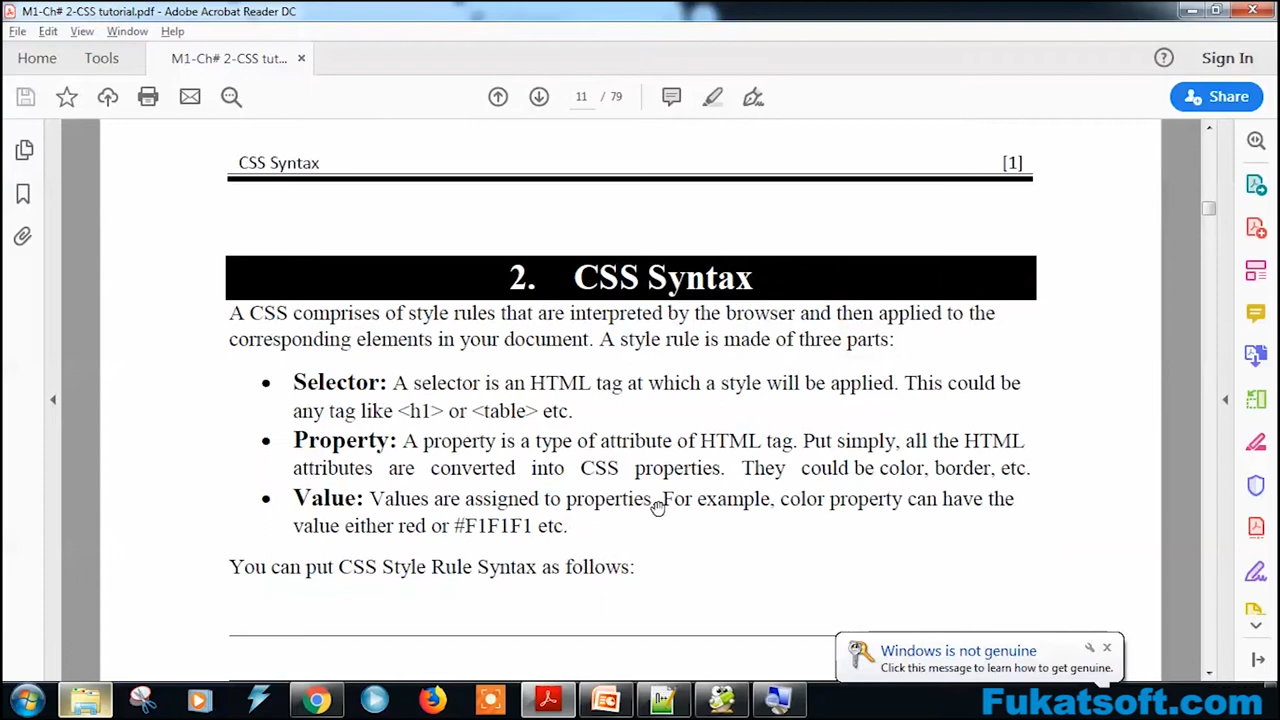 M1-Ch# 2-CSS tutorial.pdf - Adobe Acrobat Reader DC
File Edit View Window Help
Home Tools M1-Ch# 2-CSS tut... × Sign In
11 / 79 Share
CSS Syntax [1]
2. CSS Syntax
A CSS comprises of style rules that are interpreted by the browser and then applied to the
corresponding elements in your document. A style rule is made of three parts:
• Selector: A selector is an HTML tag at which a style will be applied. This could be
any tag like <h1> or <table> etc.
• Property: A property is a type of attribute of HTML tag. Put simply, all the HTML
attributes are converted into CSS properties. They could be color, border, etc.
• Value: Values are assigned to properties. For example, color property can have the
value either red or #F1F1F1 etc.
You can put CSS Style Rule Syntax as follows:
Windows is not genuine
Click this message to learn how to get genuine.
Fukatsoft.com